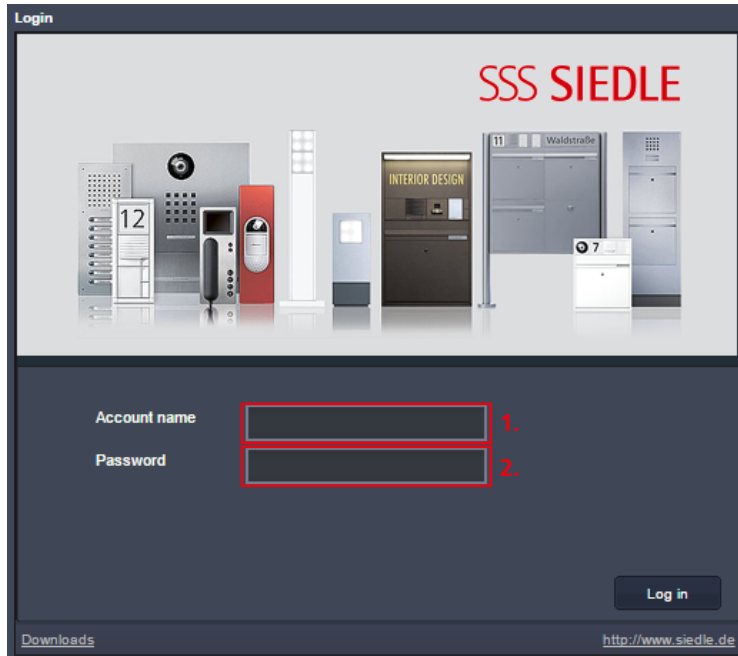 Login
SSS SIEDLE
11 Waldstraße
INTERIOR DESIGN
12
7
Account name
1.
Password
2.
Log in
Downloads http://www.siedle.de